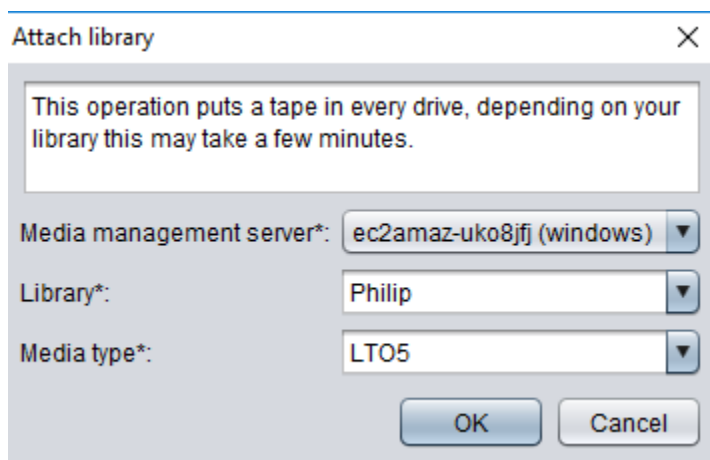 Attach library
This operation puts a tape in every drive, depending on your
library this may take a few minutes.
Media management server*: ec2amaz-uko8jfj (windows)
Library*: Philip
Media type*: LTO5
OK Cancel